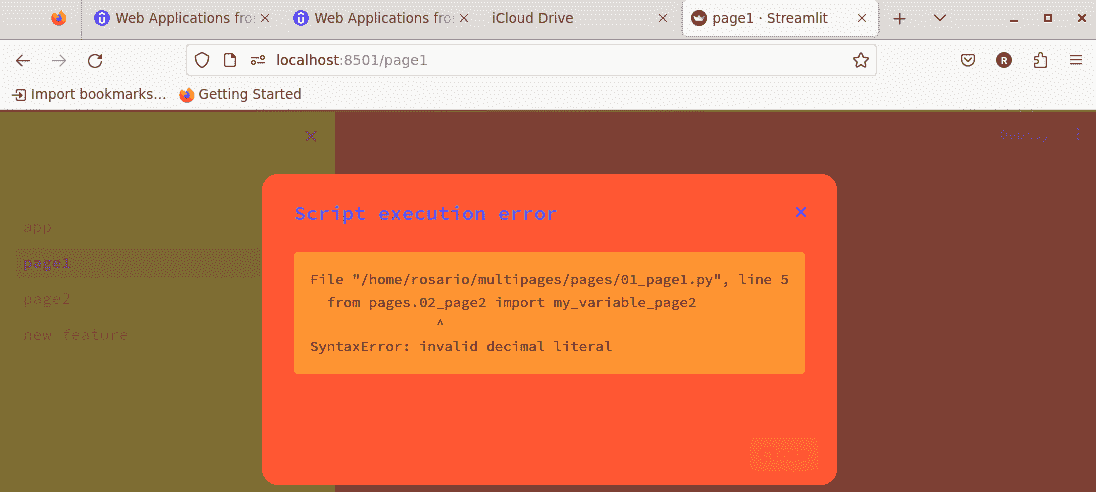 Web Applications fro
Web Applications fro
iCloud Drive
page1 · Streamlit
localhost:8501/page1
R
Import bookmarks...
Getting Started
app
page1
page2
new feature
Script execution error
File "/home/rosario/multipages/pages/01_page1.py", line 5
from pages.02_page2 import my_variable_page2
^
SyntaxError: invalid decimal literal